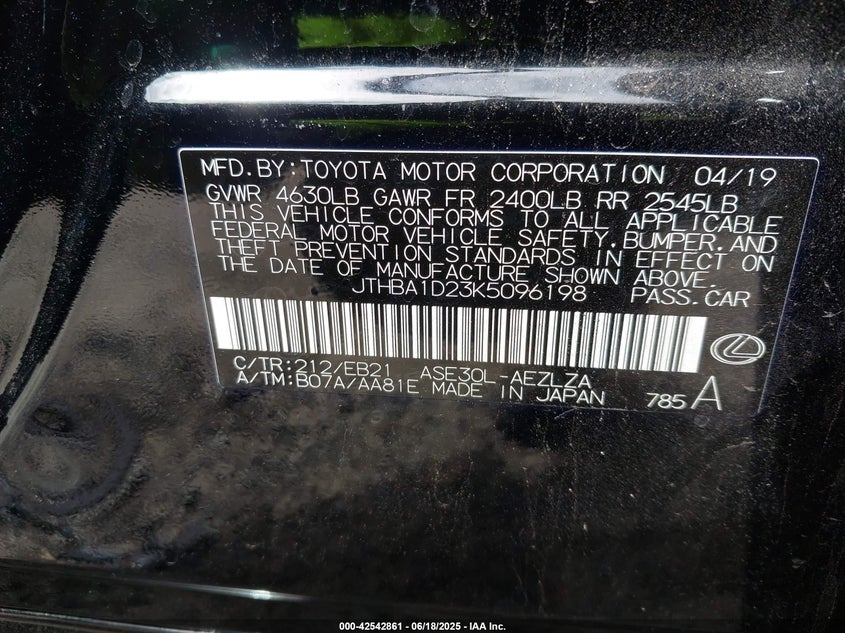 MFD.BY:TOYOTA MOTOR CORPORATION 04/19
GVWR 4630LB GAWR FR 2400LB RR 2545LB
THIS VEHICLE CONFORMS TO ALL APPLICABLE
FEDERAL MOTOR VEHICLE SAFETY,BUMPER,AND
THEFT PREVENTION STANDARDS IN EFFECT ON
THE DATE OF MANUFACTURE SHOWN ABOVE.
JTHBA1D23K5096198 PASS.CAR
C/TR:212/EB21 ASE30L-AEZLZA
A/TM:B07A/AA81E MADE IN JAPAN 785 A
000-42542861 | 06/18/2025 - IAA Inc.